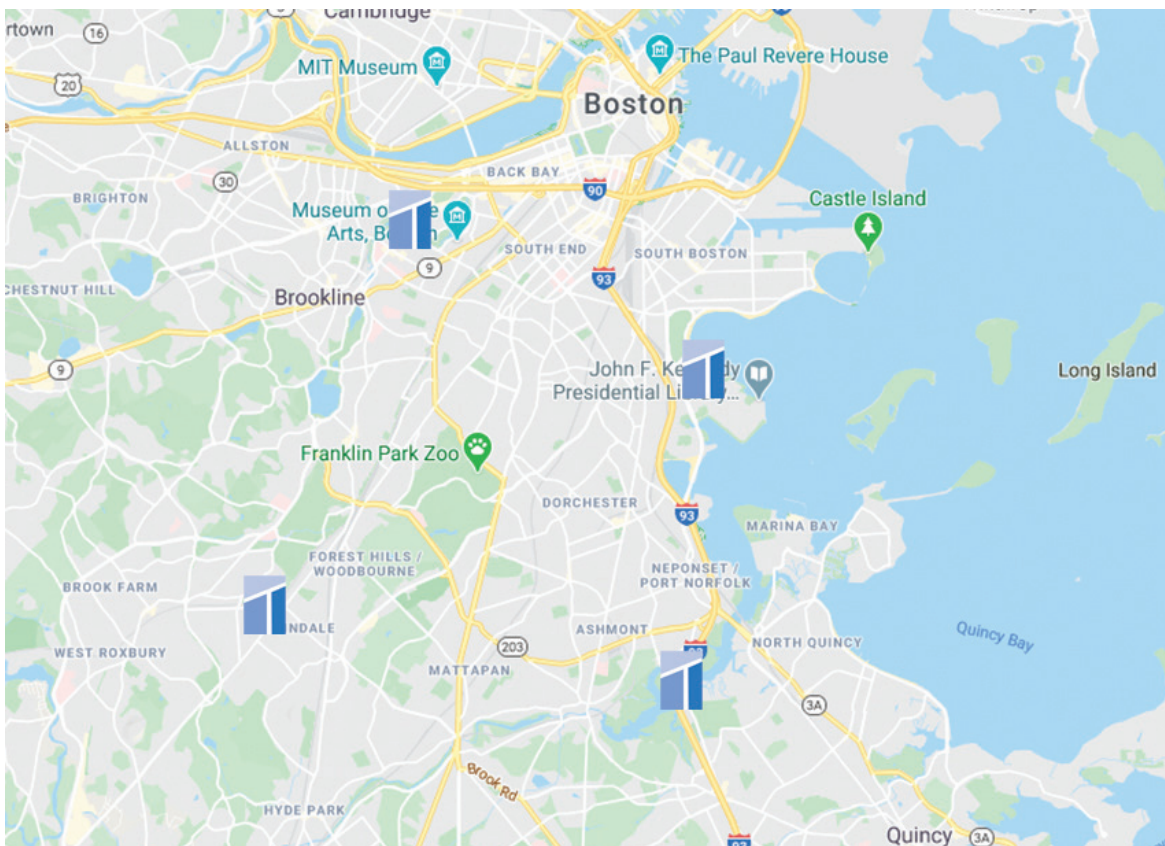 Cambridge
rtown
16
MIT Museum
The Paul Revere House
20
Boston
ALLSTON
BACK BAY
30
90
BRIGHTON
Castle Island
Museum o
Arts, B
SOUTH END
SOUTH BOSTON
9
93
CHESTNUT HILL
Brookline
9
John F. Ke dy
Presidential Li y...
Long Island
Franklin Park Zoo
DORCHESTER
93
MARINA BAY
FOREST HILLS /
WOODBOURNE
NEPONSET /
PORT NORFOLK
BROOK FARM
NDALE
ASHMONT
Quincy Bay
203
NORTH QUINCY
WEST ROXBURY
MATTAPAN
3A
Brook Rd
HYDE PARK
Quincy
3A
93